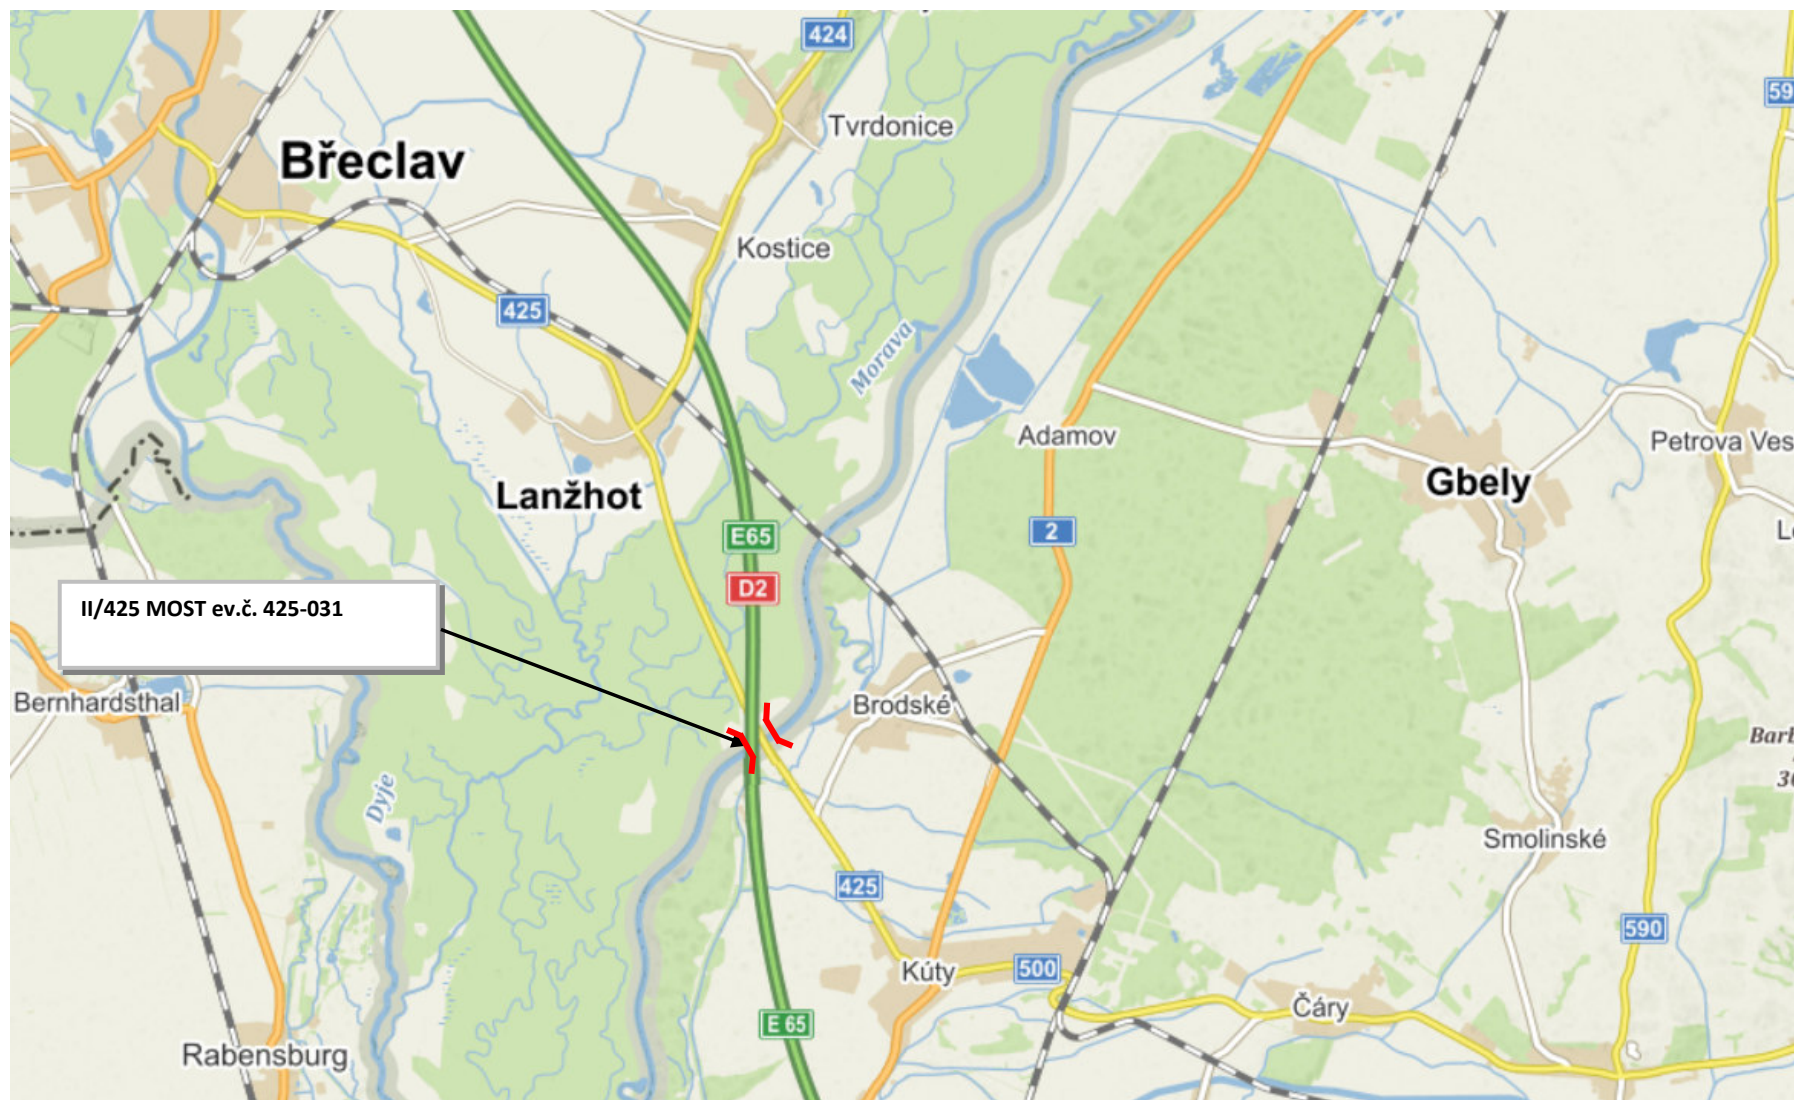 424
59
Tvrdonice
Břeclav
Kostice
425
Morava
Adamov
Petrova Ves
Gbely
Lanžhot
E65
2
D2
II/425 MOST ev.č. 425-031
Bernhardsthal
Brodské
Barb
Dyje
Smolinské
425
590
Kúty
500
Čáry
E 65
Rabensburg